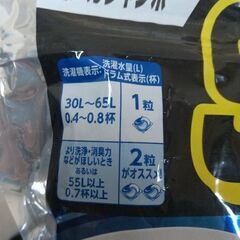 洗濯水量(L)
洗濯機表示:ドラム式表示(杯)
30L～65L
0.4～0.8杯
1粒
より洗浄・消臭力
などがほしいとき
あるいは
55L以上
0.7杯以上
2粒
がオススメ!